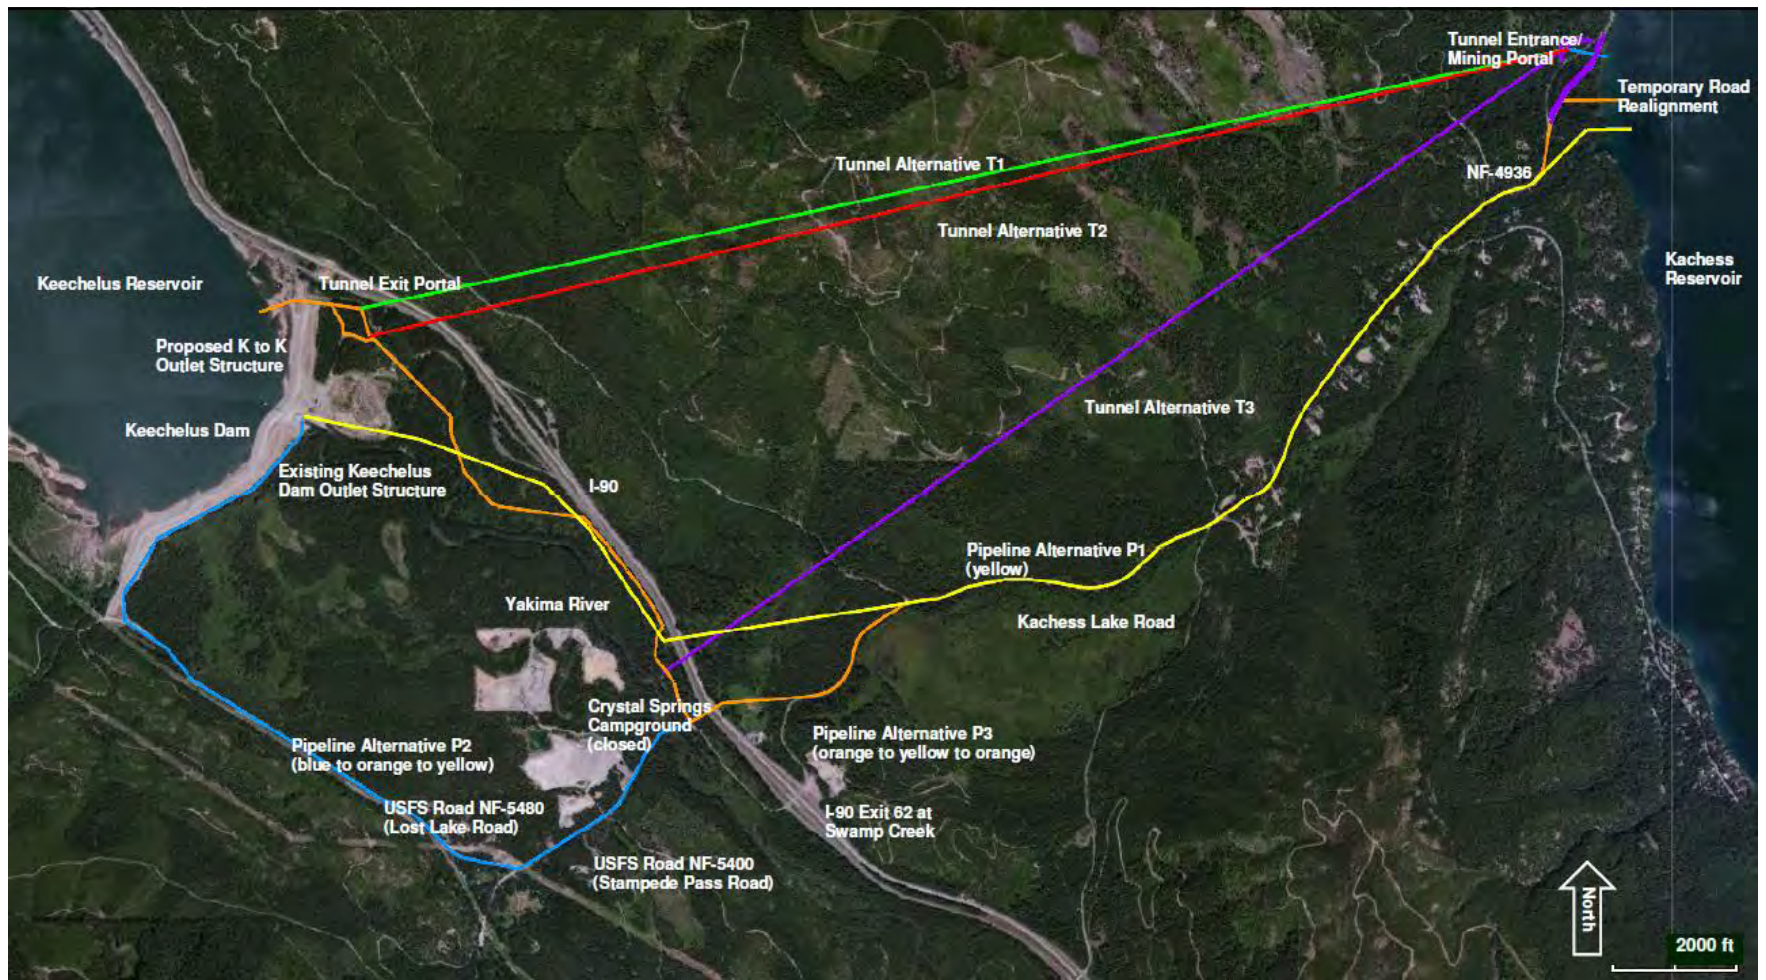 Tunnel Entrance/
Mining Portal
Temporary Road
Realignment
Tunnel Alternative T1
NF-4936
Tunnel Alternative T2
Kachess
Reservoir
Keechelus Reservoir
Tunnel Exit Portal
Proposed K to K
Outlet Structure
Tunnel Alternative T3
Keechelus Dam
Existing Keechelus
Dam Outlet Structure
I-90
Pipeline Alternative P1
(yellow)
Yakima River
Kachess Lake Road
Crystal Springs
Campground
(closed)
Pipeline Alternative P3
(orange to yellow to orange)
Pipeline Alternative P2
(blue to orange to yellow)
USFS Road NF-5480
(Lost Lake Road)
I-90 Exit 62 at
Swamp Creek
USFS Road NF-5400
(Stampede Pass Road)
North
2000 ft